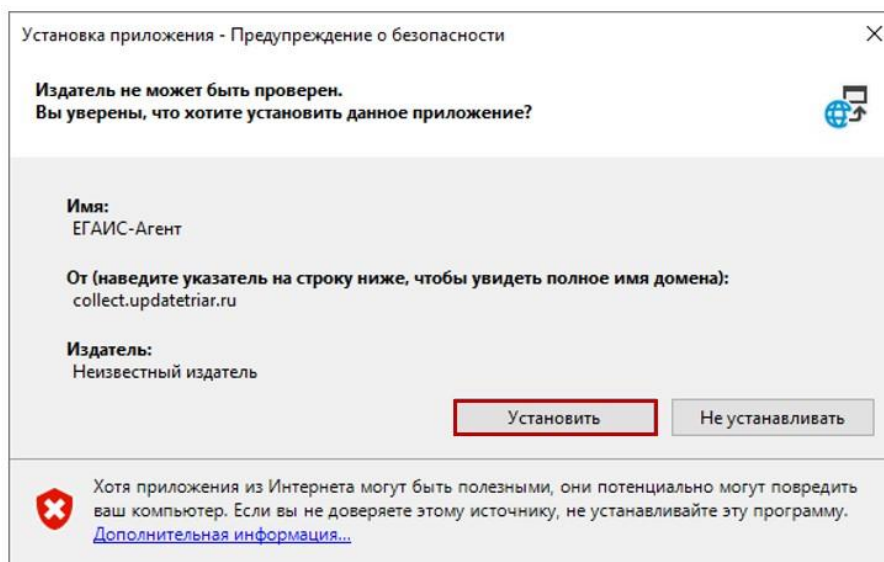 Установка приложения - Предупреждение о безопасности
Издатель не может быть проверен.
Вы уверены, что хотите установить данное приложение?
Имя:
ЕГАИС-Агент
От (наведите указатель на строку ниже, чтобы увидеть полное имя домена):
collect.updatetriar.ru
Издатель:
Неизвестный издатель
Установить
Не устанавливать
Хотя приложения из Интернета могут быть полезными, они потенциально могут повредить
ваш компьютер. Если вы не доверяете этому источнику, не устанавливайте эту программу.
Дополнительная информация...